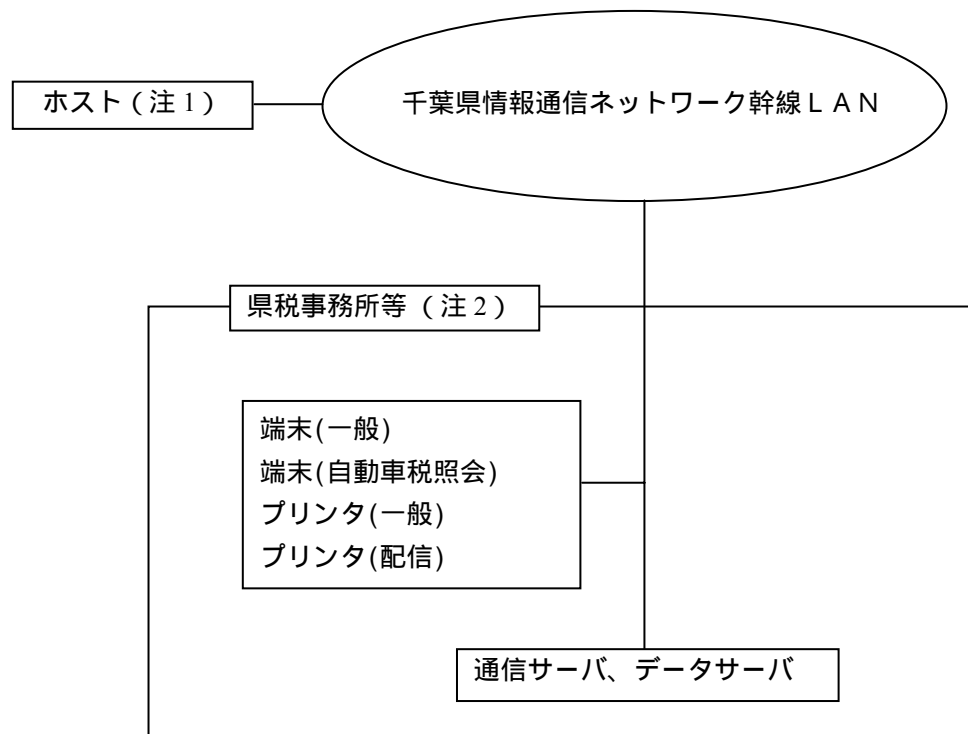 ホスト（注１）
千葉県情報通信ネットワーク幹線ＬＡＮ
県税事務所等（注２）
端末(一般)
端末(自動車税照会)
プリンタ(一般)
プリンタ(配信)
通信サーバ、データサーバ